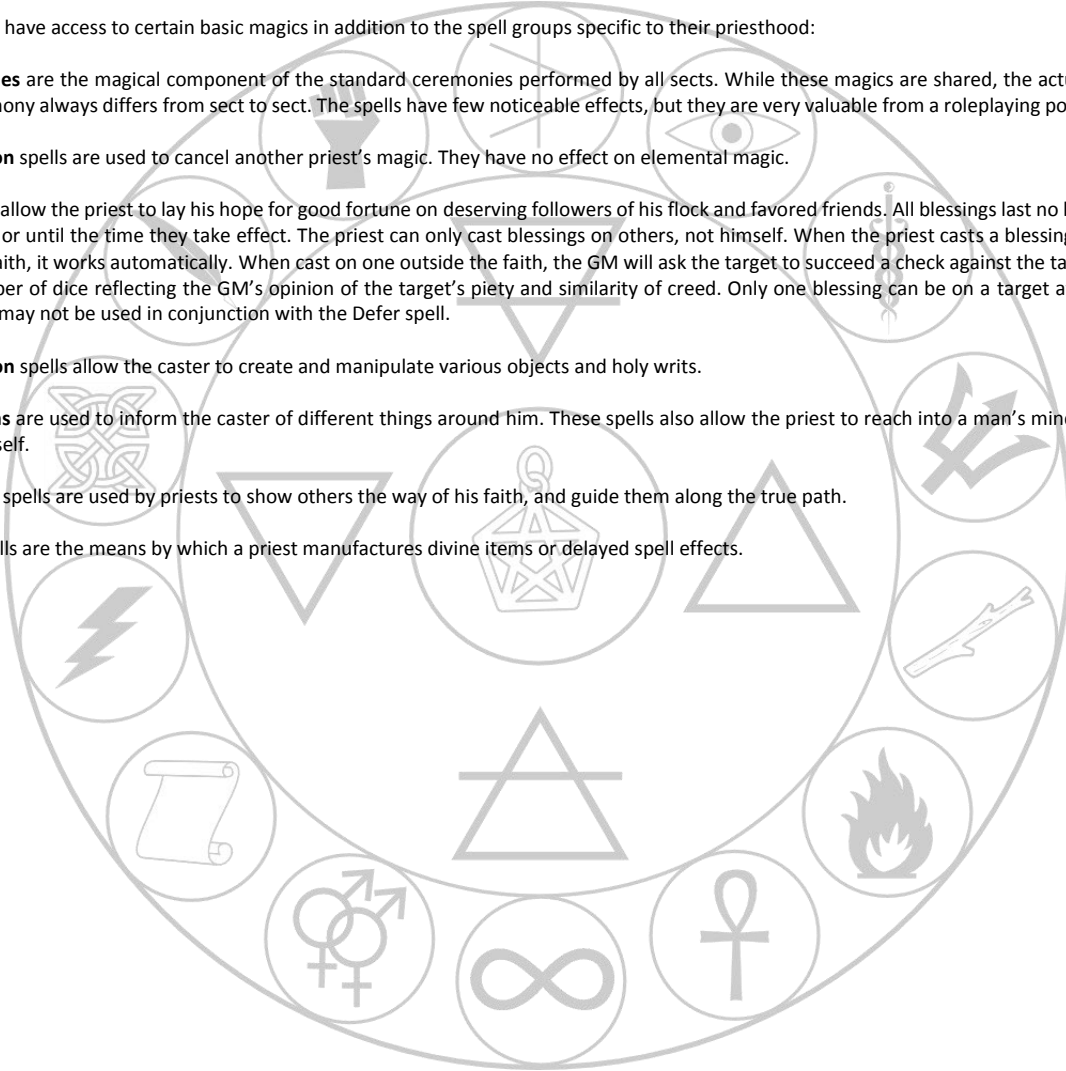 have access to certain basic magics in addition to the spell groups specific to their priesthood:
es are the magical component of the standard ceremonies performed by all sects. While these magics are shared, the actu
ony always differs from sect to sect. The spells have few noticeable effects, but they are very valuable from a roleplaying po
on spells are used to cancel another priest’s magic. They have no effect on elemental magic.
allow the priest to lay his hope for good fortune on deserving followers of his flock and favored friends. All blessings last no l
or until the time they take effect. The priest can only cast blessings on others, not himself. When the priest casts a blessing
ith, it works automatically. When cast on one outside the faith, the GM will ask the target to succeed a check against the ta
ber of dice reflecting the GM’s opinion of the target’s piety and similarity of creed. Only one blessing can be on a target a
may not be used in conjunction with the Defer spell.
on spells allow the caster to create and manipulate various objects and holy writs.
ns are used to inform the caster of different things around him. These spells also allow the priest to reach into a man’s mind
self.
spells are used by priests to show others the way of his faith, and guide them along the true path.
lls are the means by which a priest manufactures divine items or delayed spell effects.